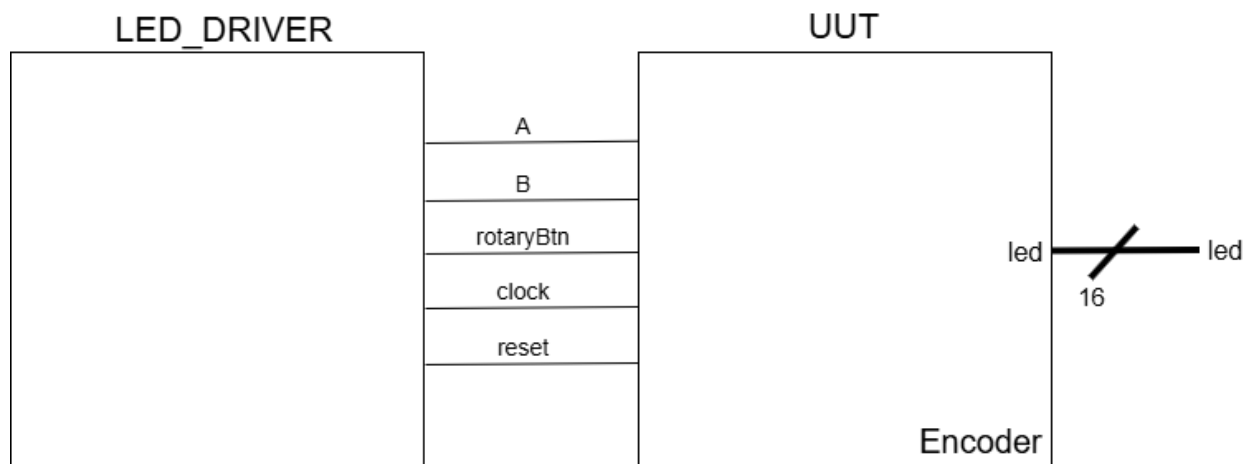 LED_DRIVER
UUT
A
B
rotaryBtn
clock
reset
led
led
16
Encoder